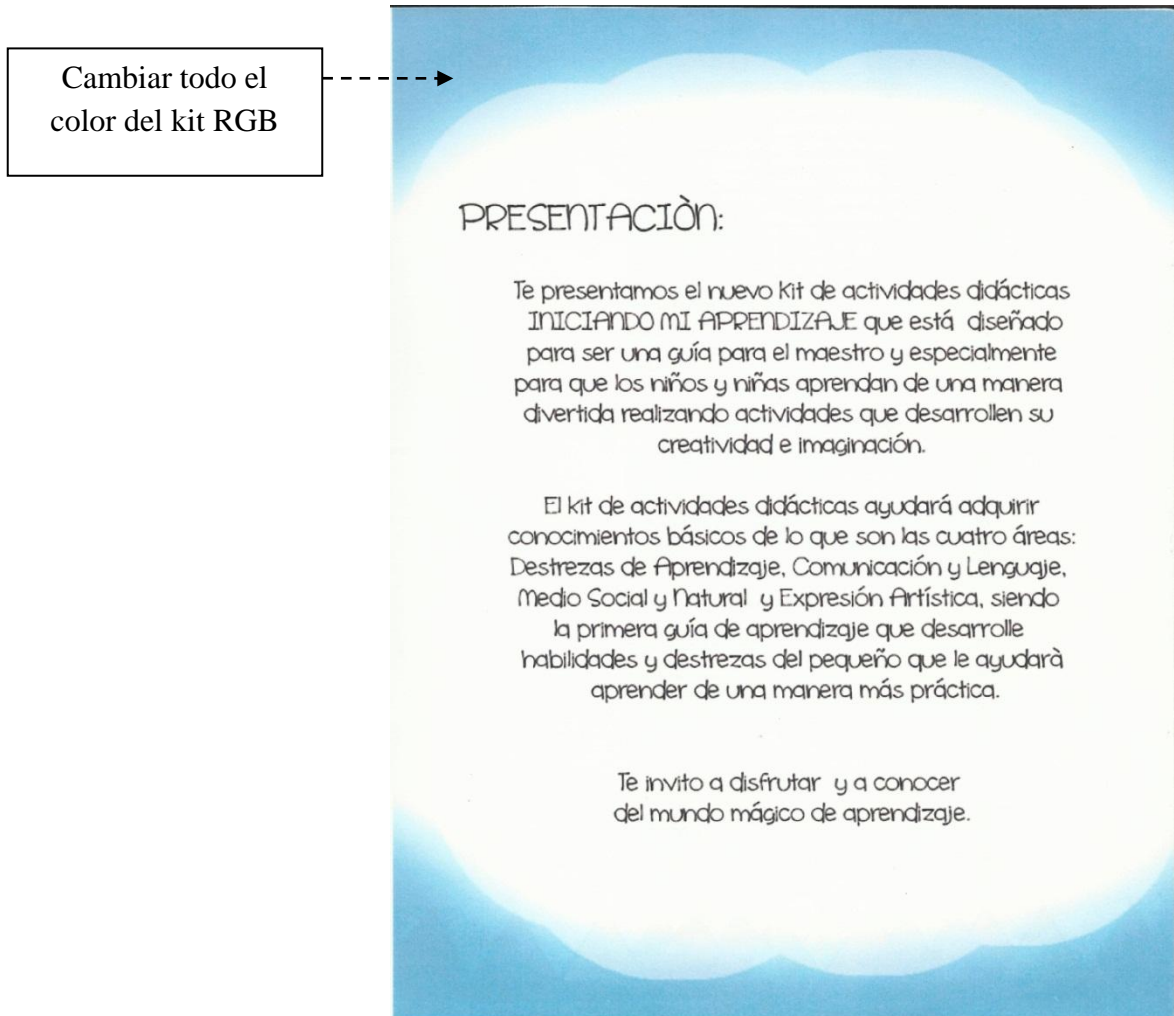 Cambiar todo el
color del kit RGB
PRESENTACIÒN:
Te presentamos el nuevo Kit de actividades didácticas
INICIANDO MI APRENDIZAJE que está diseñado
para ser una guía para el maestro y especialmente
para que los niños y niñas aprendan de una manera
divertida realizando actividades que desarrollen su
creatividad e imaginación.
El kit de actividades didácticas ayudará adquirir
conocimientos básicos de lo que son las cuatro áreas:
Destrezas de Aprendizaje, Comunicación y Lenguaje,
Medio Social y Natural y Expresión Artística, siendo
la primera guía de aprendizaje que desarrolle
habilidades y destrezas del pequeño que le ayudarà
aprender de una manera más práctica.
Te invito a disfrutar y a conocer
del mundo mágico de aprendizaje.